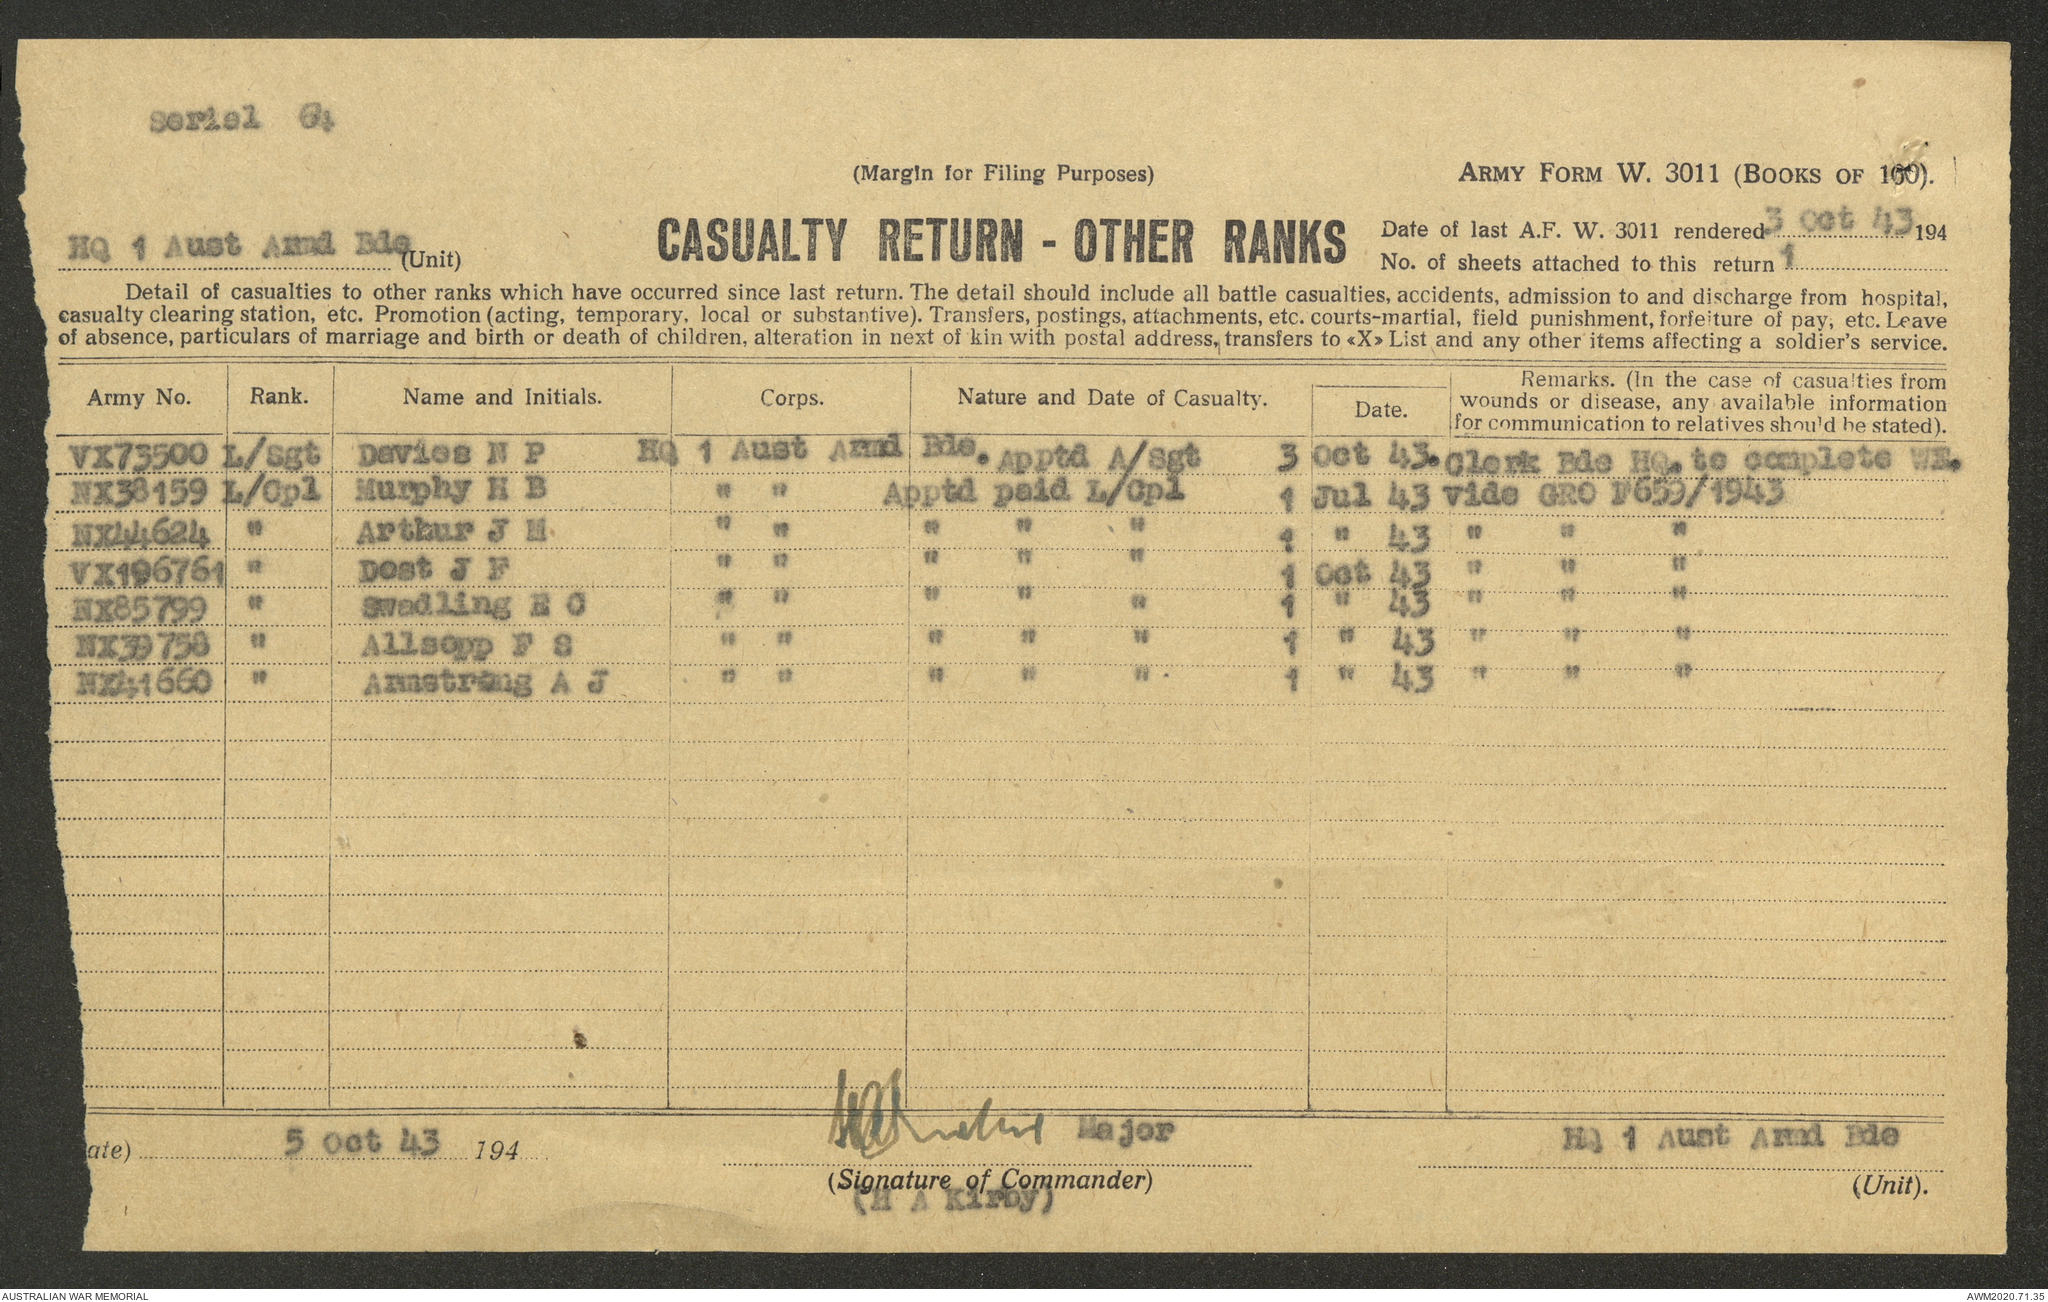 Seriel 64
(Margin for Filing Purposes)
ARMY FORM W. 3011 (BOOKS OF 100).
HQ 1 Aust Armd Bde (Unit)
CASUALTY RETURN - OTHER RANKS
Date of last A.F. W. 3011 rendered 3 Oct 43 194
No. of sheets attached to this return 1
Detail of casualties to other ranks which have occurred since last return. The detail should include all battle casualties, accidents, admission to and discharge from hospital,
casualty clearing station, etc. Promotion (acting, temporary, local or substantive). Transfers, postings, attachments, etc. courts-martial, field punishment, forfeiture of pay, etc. Leave
of absence, particulars of marriage and birth or death of children, alteration in next of kin with postal address, transfers to «X» List and any other items affecting a soldier's service.
Army No. Rank. Name and Initials. Corps. Nature and Date of Casualty. Date. Remarks. (In the case of casualties from
wounds or disease, any available information
for communication to relatives should be stated).
VX73500 L/Sgt Davies N P HQ 1 Aust Armd Bde. Apptd A/Sgt 3 Oct 43. Clerk Bde HQ. to complete WE.
NX38159 L/Cpl Murphy H B " " Apptd paid L/Cpl 1 Jul 43 vide GRO F659/1943
NX44624 " Arthur J M " " " " " 1 " 43 " " "
VX196761 " Dost J F " " " " " 1 Oct 43 " " "
NX85799 " Swadling E C " " " " " 1 " 43 " " "
NX39758 " Allsopp F S " " " " " 1 " 43 " " "
NX41660 " Armstrong A J " " " " " 1 " 43 " " "
ate) 5 Oct 43 194
HAKirby Major
(Signature of Commander)
(H A Kirby)
HQ 1 Aust Armd Bde
(Unit).
AUSTRALIAN WAR MEMORIAL
AWM2020.71.35